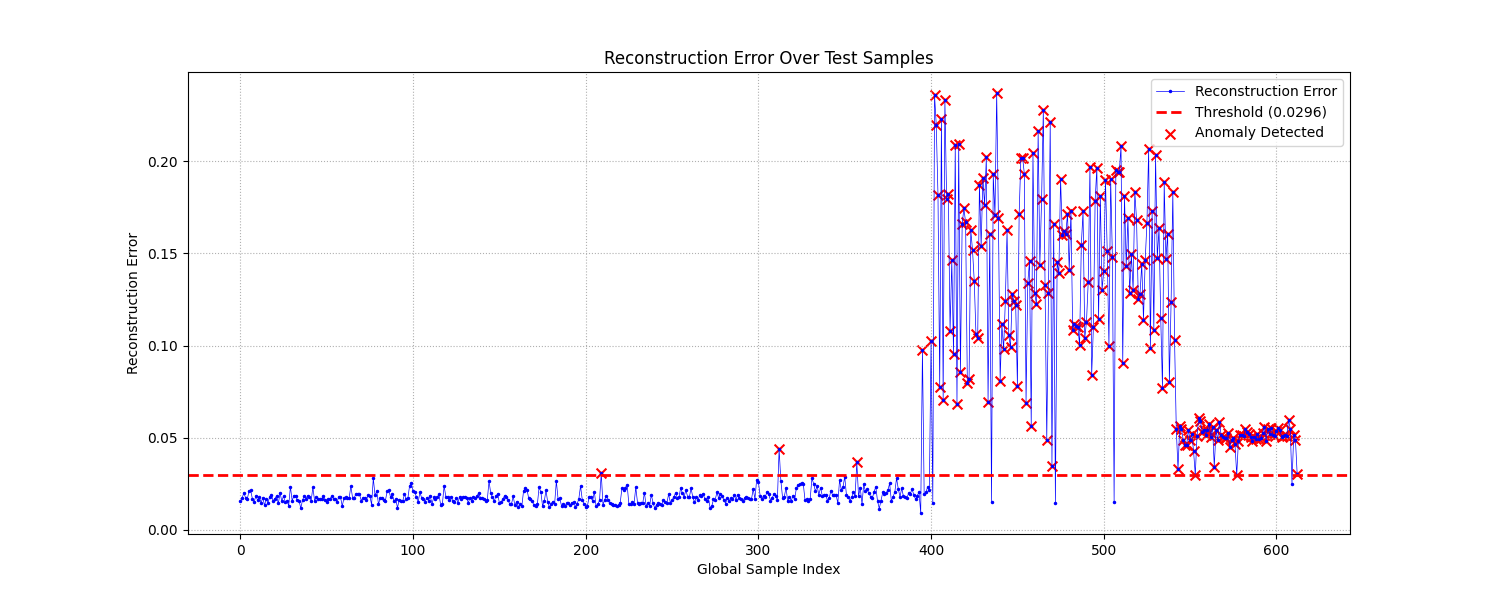 Reconstruction Error Over Test Samples
Reconstruction Error
Threshold (0.0296)
Anomaly Detected
0.20
0.15
0.10
0.05
0.00
Reconstruction Error
0 100 200 300 400 500 600
Global Sample Index